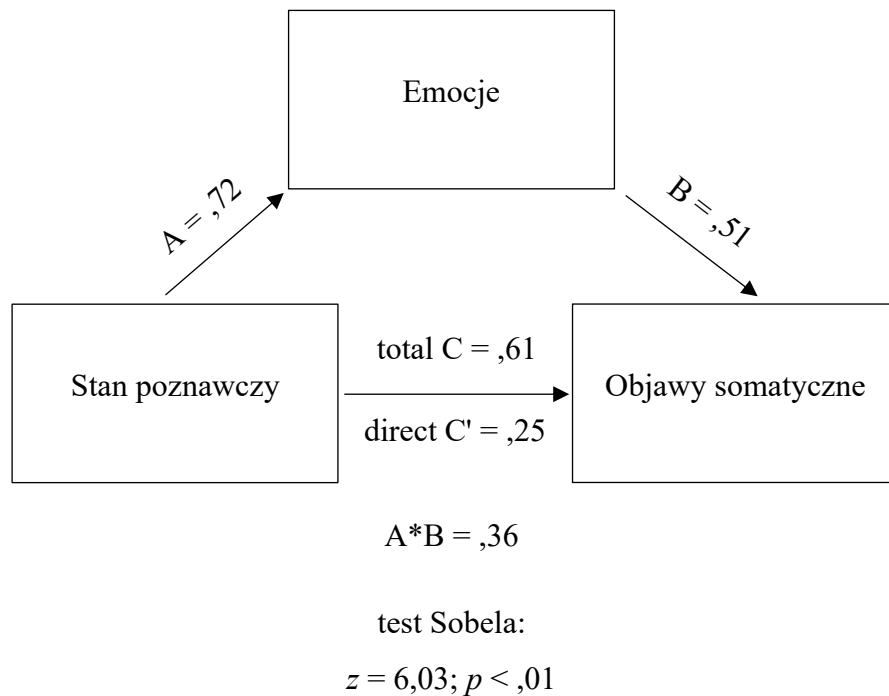 Emocje
A = ,72
B = ,51
Stan poznawczy
total C = ,61
direct C' = ,25
Objawy somatyczne
A*B = ,36
test Sobela:
z = 6,03; p < ,01